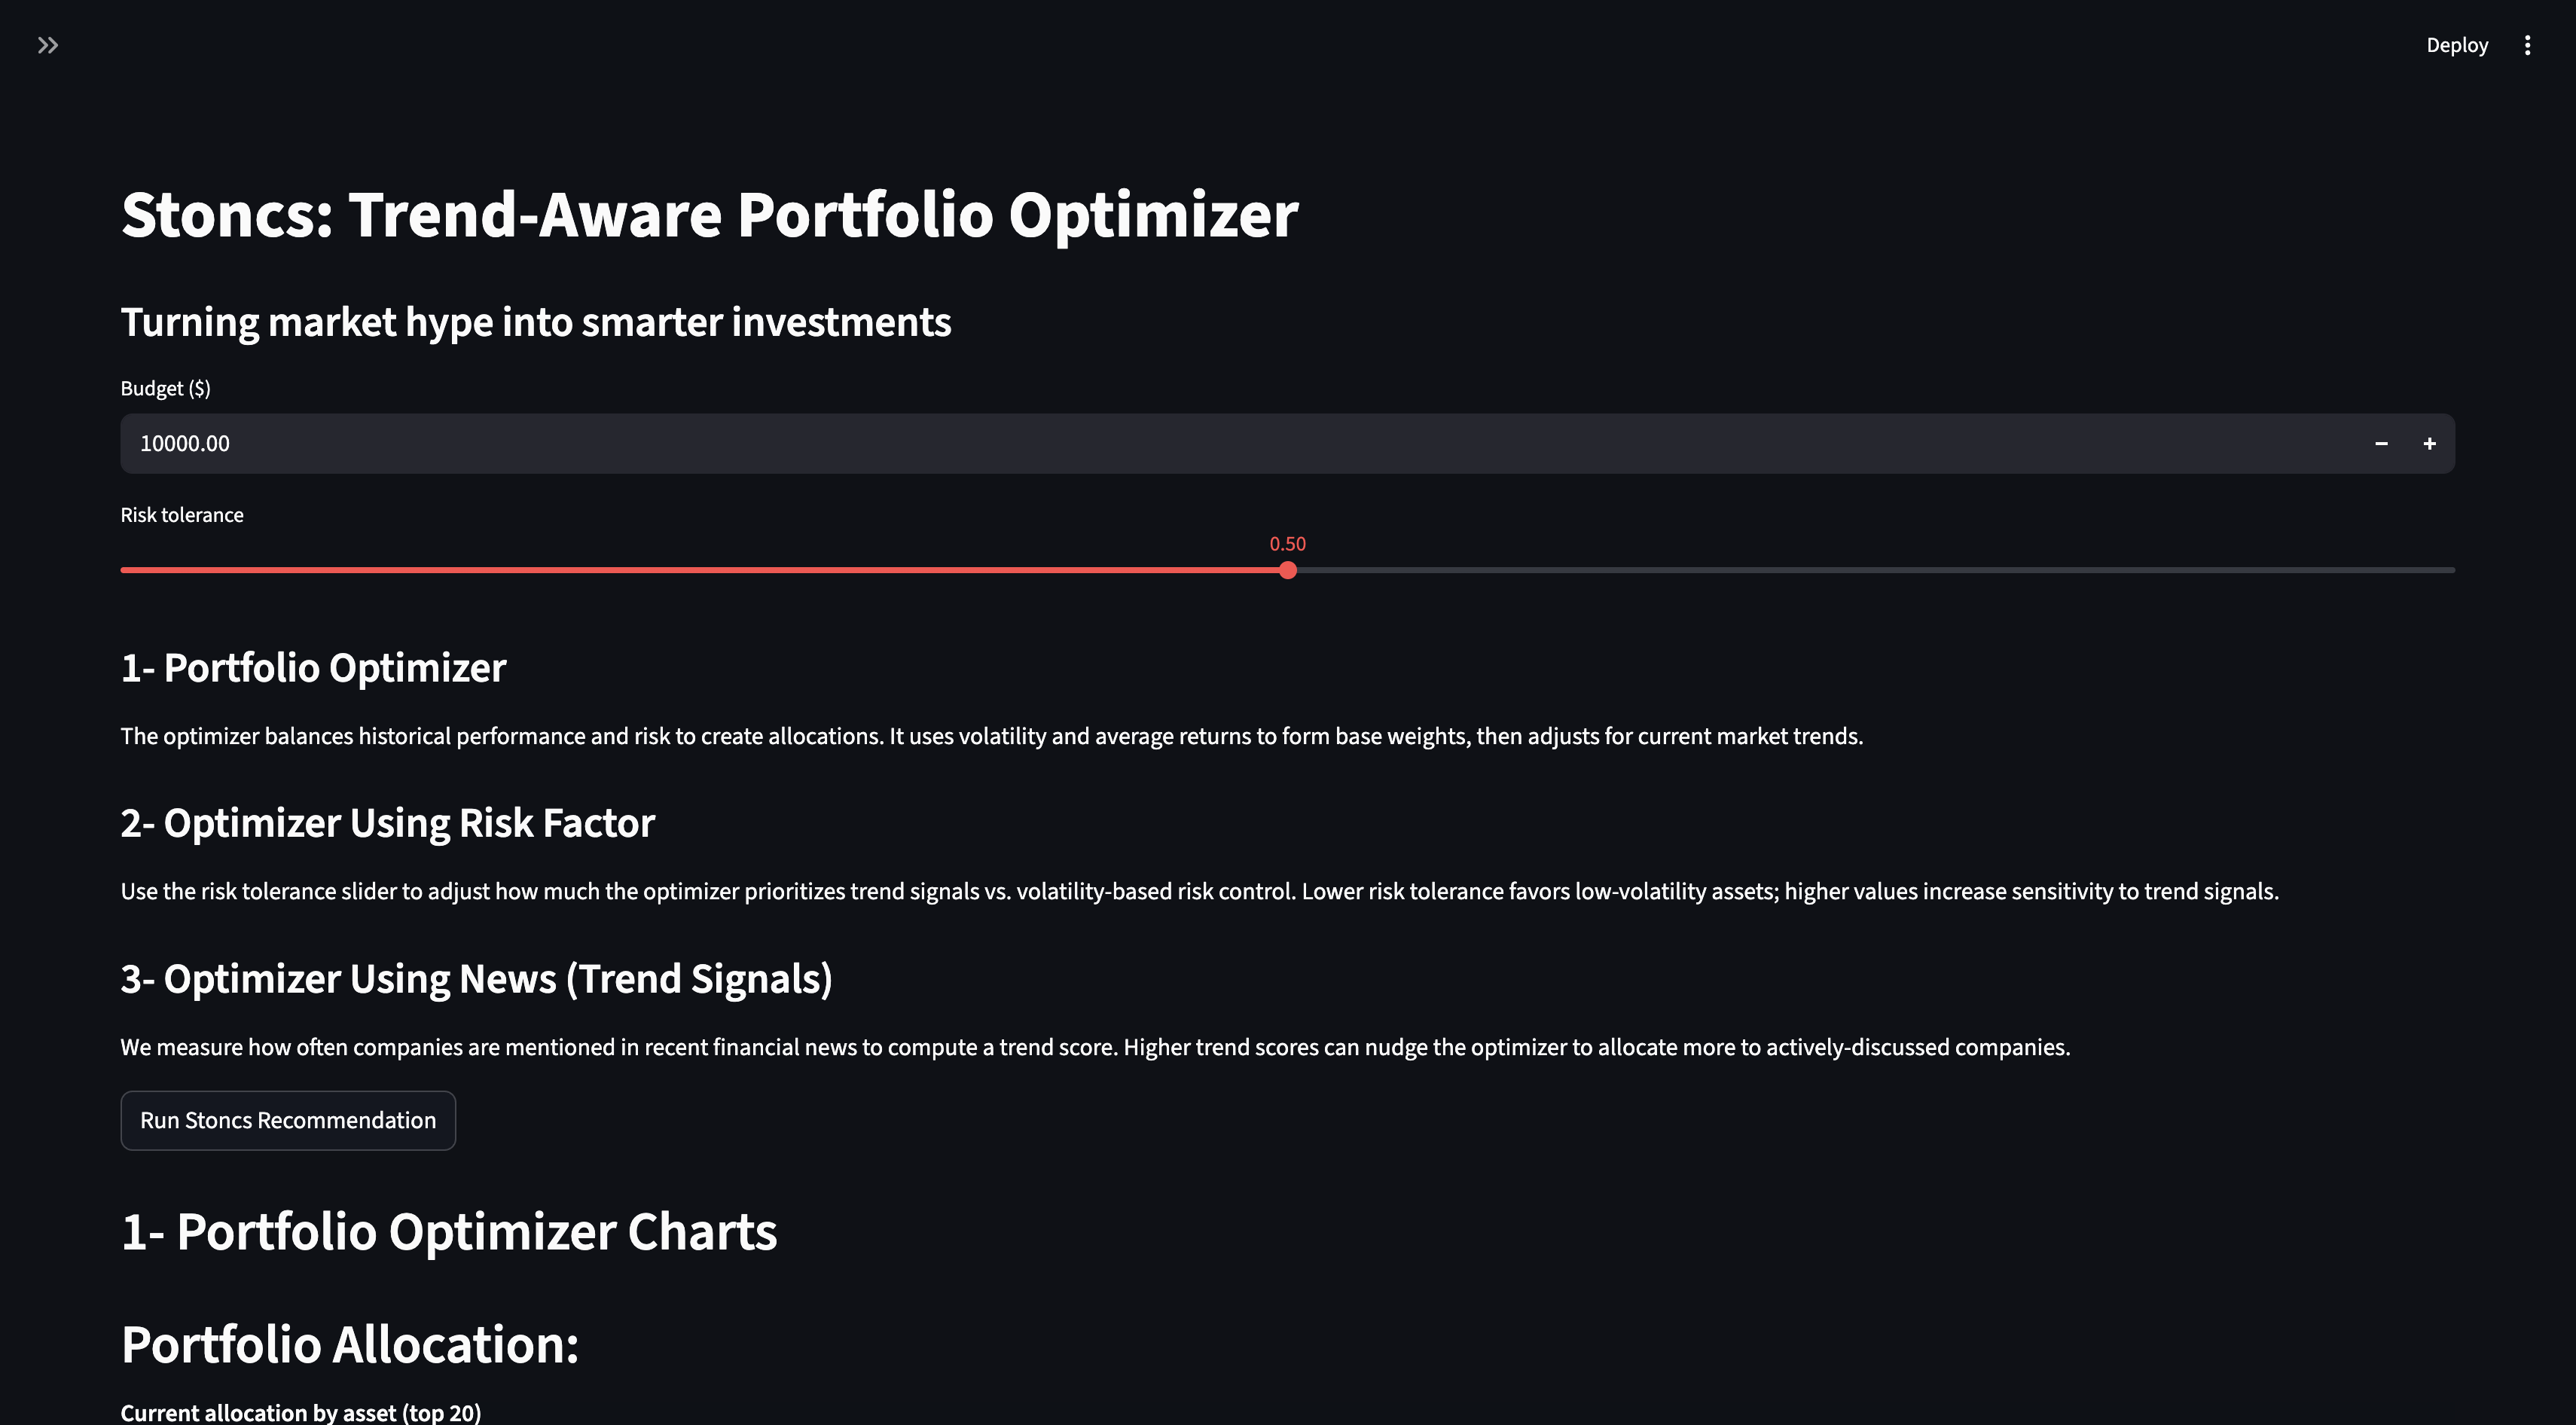 Deploy
Stoncs: Trend-Aware Portfolio Optimizer
Turning market hype into smarter investments
Budget ($)
10000.00
Risk tolerance
0.50
1- Portfolio Optimizer
The optimizer balances historical performance and risk to create allocations. It uses volatility and average returns to form base weights, then adjusts for current market trends.
2- Optimizer Using Risk Factor
Use the risk tolerance slider to adjust how much the optimizer prioritizes trend signals vs. volatility-based risk control. Lower risk tolerance favors low-volatility assets; higher values increase sensitivity to trend signals.
3- Optimizer Using News (Trend Signals)
We measure how often companies are mentioned in recent financial news to compute a trend score. Higher trend scores can nudge the optimizer to allocate more to actively-discussed companies.
Run Stoncs Recommendation
1- Portfolio Optimizer Charts
Portfolio Allocation:
Current allocation by asset (top 20)